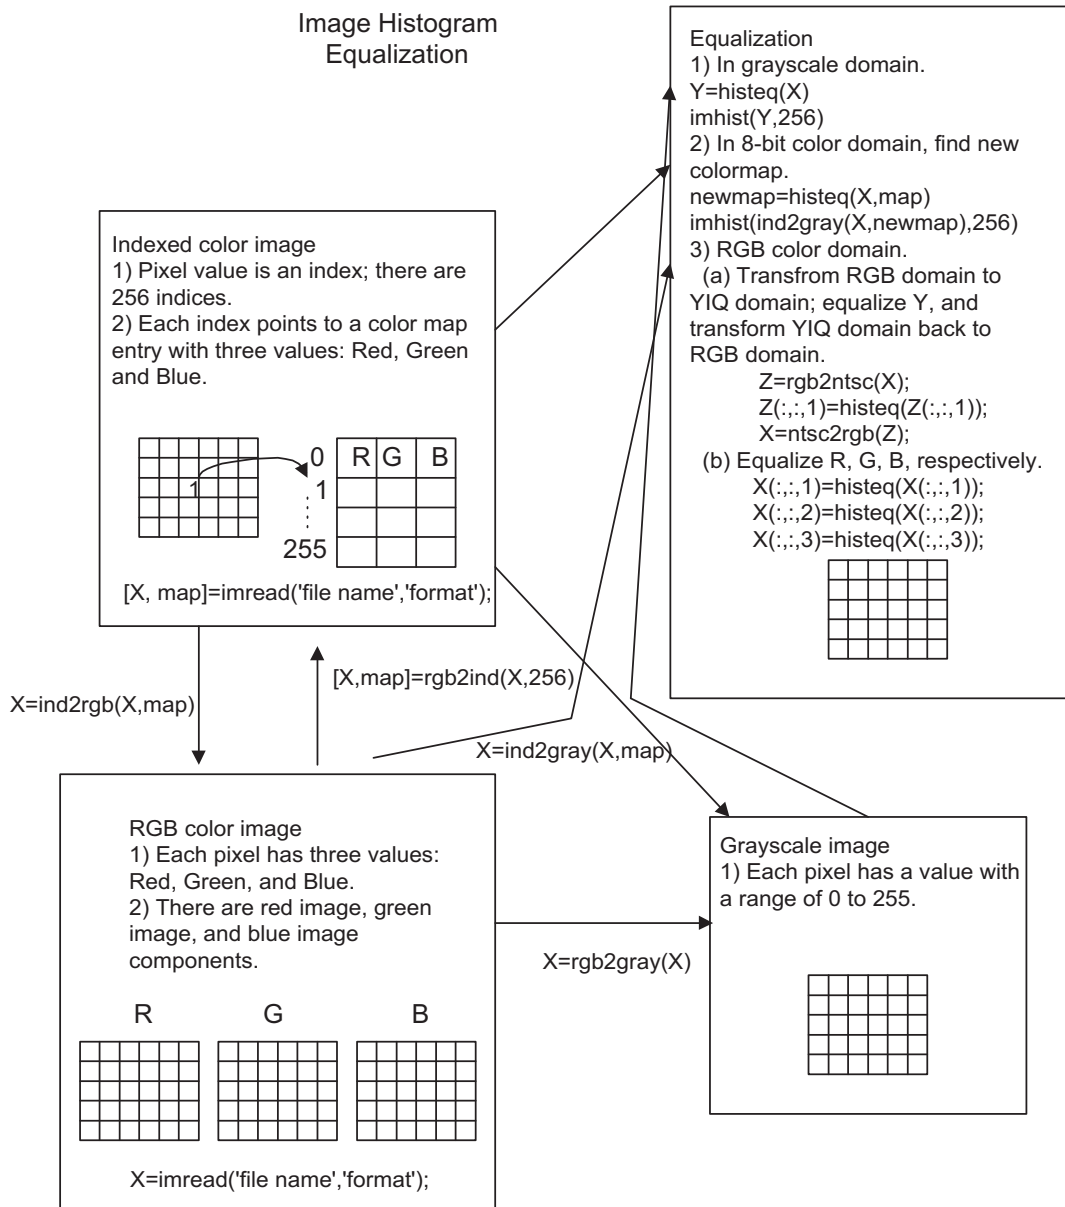 Image Histogram
Equalization
Equalization
1) In grayscale domain.
Y=histeq(X)
imhist(Y,256)
2) In 8-bit color domain, find new
colormap.
newmap=histeq(X,map)
imhist(ind2gray(X,newmap),256)
3) RGB color domain.
(a) Transfrom RGB domain to
YIQ domain; equalize Y, and
transform YIQ domain back to
RGB domain.
Z=rgb2ntsc(X);
Z(:,:,1)=histeq(Z(:,:,1));
X=ntsc2rgb(Z);
(b) Equalize R, G, B, respectively.
X(:,:,1)=histeq(X(:,:,1));
X(:,:,2)=histeq(X(:,:,2));
X(:,:,3)=histeq(X(:,:,3));
Indexed color image
1) Pixel value is an index; there are
256 indices.
2) Each index points to a color map
entry with three values: Red, Green
and Blue.
0 R G B
1 1
255
[X, map]=imread('file name','format');
X=ind2rgb(X,map)
[X,map]=rgb2ind(X,256)
X=ind2gray(X,map)
RGB color image
1) Each pixel has three values:
Red, Green, and Blue.
2) There are red image, green
image, and blue image
components.
R G B
X=imread('file name','format');
X=rgb2gray(X)
Grayscale image
1) Each pixel has a value with
a range of 0 to 255.